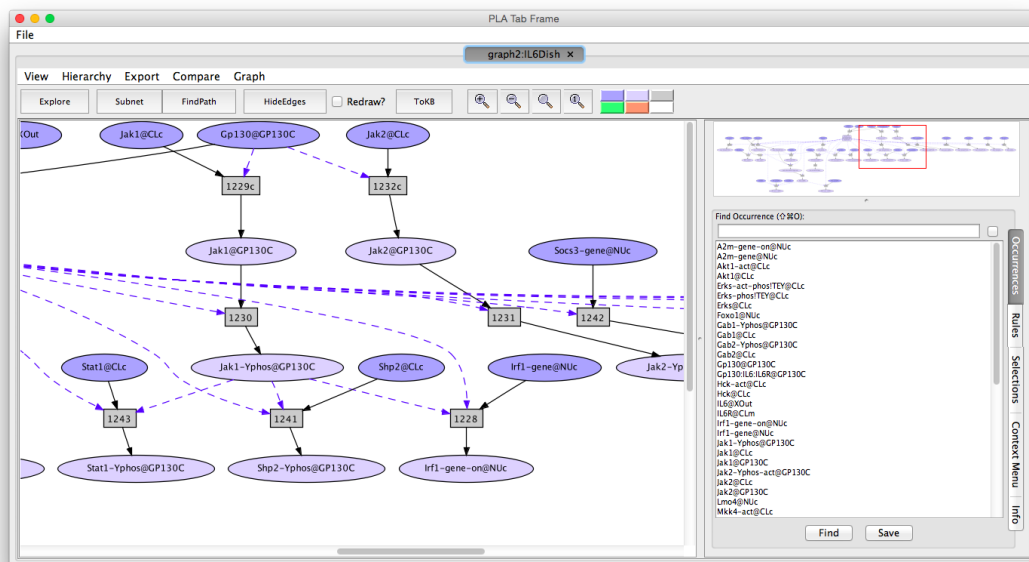 PLA Tab Frame
File
graph2:IL6Dish ×
View Hierarchy Export Compare Graph
Explore Subnet FindPath HideEdges Redraw? ToKB
XOut Jak1@CLc Gp130@GP130C Jak2@CLc
1229c 1232c
Jak1@GP130C Jak2@GP130C Socs3-gene@NUc
1230 1231 1242
Stat1@CLc Jak1-Yphos@GP130C Shp2@CLc Irf1-gene@NUc Jak2-Yp
1243 1241 1228
Stat1-Yphos@GP130C Shp2-Yphos@GP130C Irf1-gene-on@NUc
Find Occurrence (⇧⌘O):
A2m-gene-on@NUc
A2m-gene@NUc
Akt1-act@CLc
Akt1@CLc
Erks-act-phos!TEY@CLc
Erks-phos!TEY@CLc
Erks@CLc
Foxo1@NUc
Gab1-Yphos@GP130C
Gab1@CLc
Gab2-Yphos@GP130C
Gab2@CLc
Gp130@GP130C
Gp130:IL6:IL6R@GP130C
Hck-act@CLc
Hck@CLc
IL6@XOut
IL6R@CLm
Irf1-gene-on@NUc
Irf1-gene@NUc
Jak1-Yphos@GP130C
Jak1@CLc
Jak1@GP130C
Jak2-Yphos-act@GP130C
Jak2@CLc
Jak2@GP130C
Lmo4@NUc
Mkk4-act@CLc
Find Save
Occurrences
Rules
Selections
Context Menu
Info